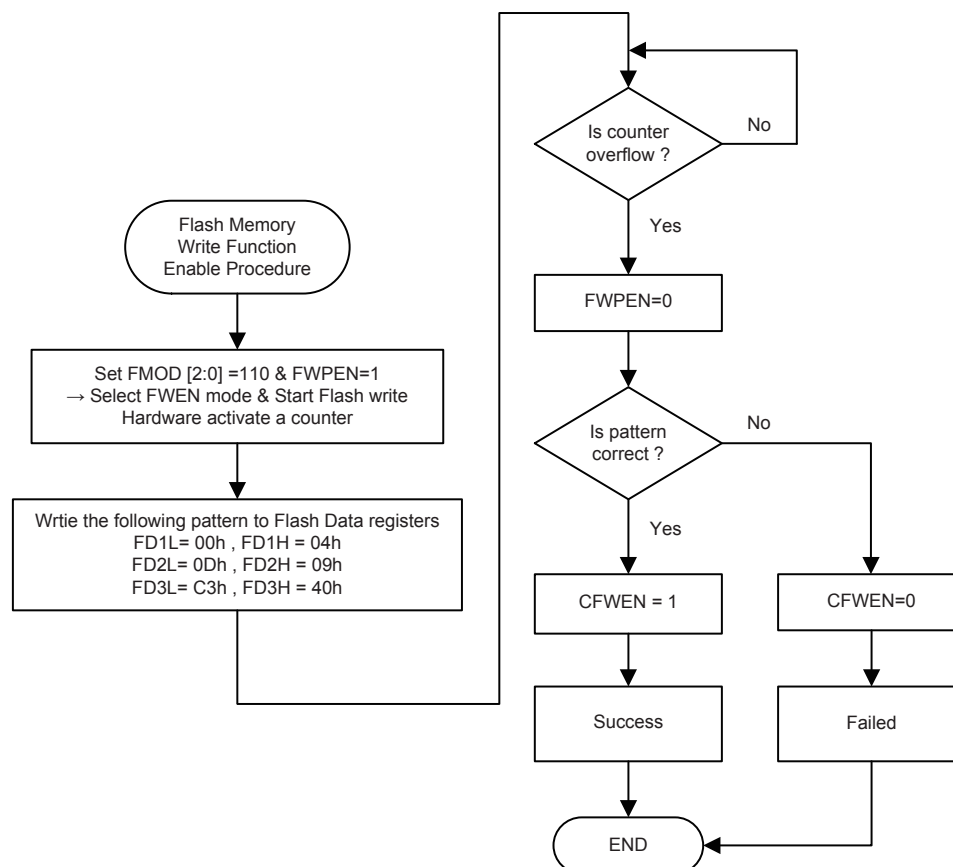 Flash Memory
Write Function
Enable Procedure
Set FMOD [2:0] =110 & FWPEN=1
→ Select FWEN mode & Start Flash write
Hardware activate a counter
Wrtie the following pattern to Flash Data registers
FD1L= 00h , FD1H = 04h
FD2L= 0Dh , FD2H = 09h
FD3L= C3h , FD3H = 40h
Is counter
overflow ?
No
Yes
FWPEN=0
Is pattern
correct ?
No
Yes
CFWEN = 1
CFWEN=0
Success
Failed
END